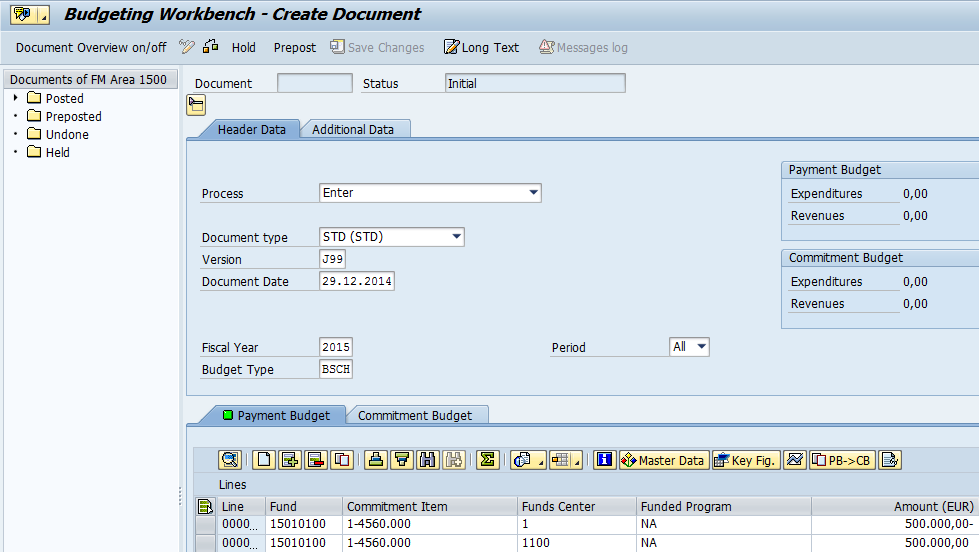 Budgeting Workbench - Create Document
Document Overview on/off Hold Prepost Save Changes Long Text Messages log
Documents of FM Area 1500
Posted
Preposted
Undone
Held
Document Status Initial
Header Data Additional Data
Process Enter
Document type STD (STD)
Version J99
Document Date 29.12.2014
Fiscal Year 2015 Period All
Budget Type BSCH
Payment Budget
Expenditures 0,00
Revenues 0,00
Commitment Budget
Expenditures 0,00
Revenues 0,00
Payment Budget Commitment Budget
Master Data Key Fig. PB->CB
Lines
Line Fund Commitment Item Funds Center Funded Program Amount (EUR)
0000... 15010100 1-4560.000 1 NA 500.000,00-
0000... 15010100 1-4560.000 1100 NA 500.000,00